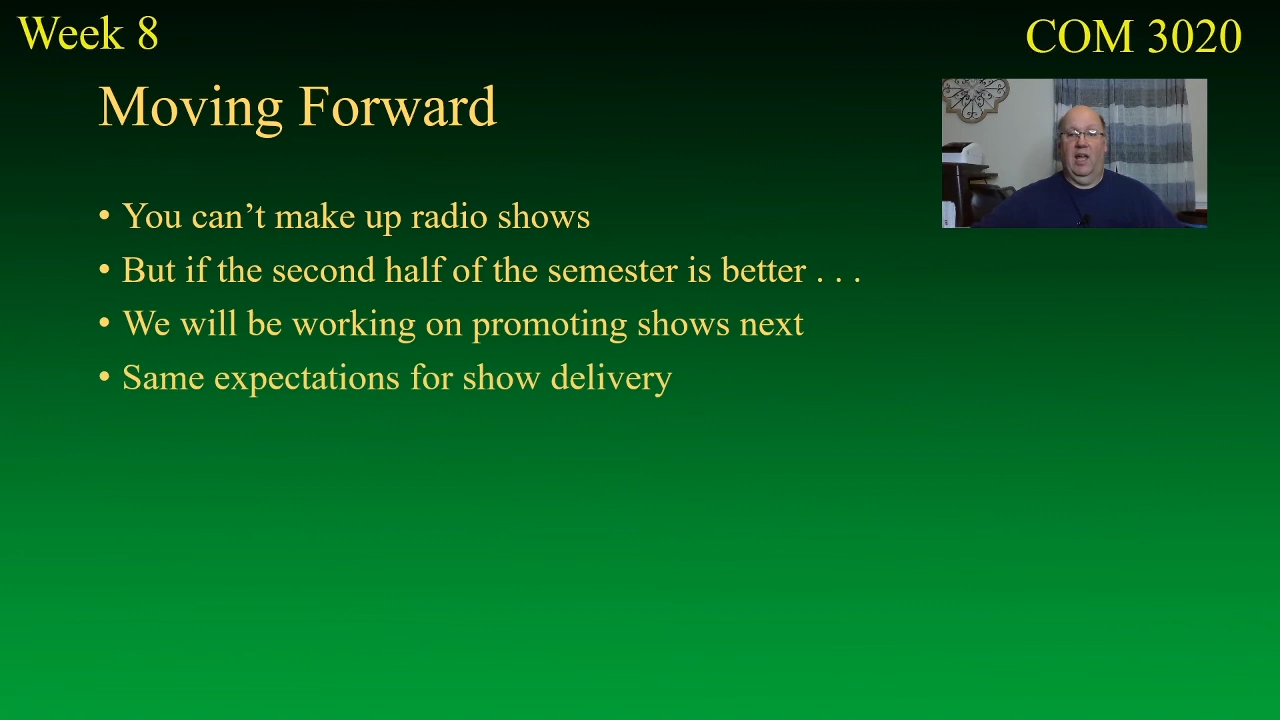 Week 8
COM 3020
Moving Forward
• You can’t make up radio shows
• But if the second half of the semester is better . . .
• We will be working on promoting shows next
• Same expectations for show delivery